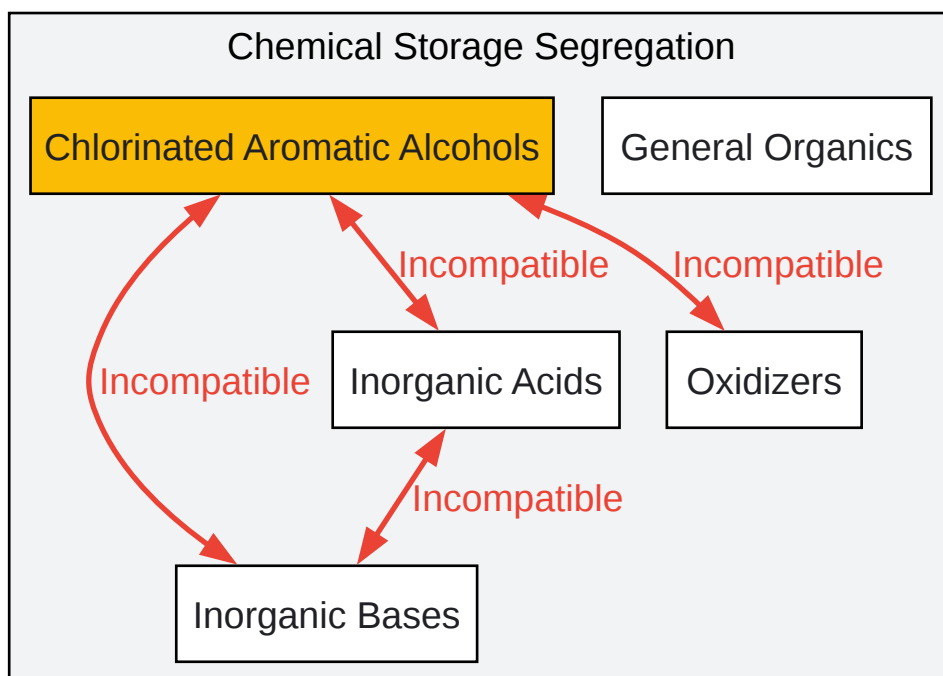 Chemical Storage Segregation
Chlorinated Aromatic Alcohols
General Organics
Incompatible
Incompatible
Incompatible
Inorganic Acids
Oxidizers
Incompatible
Inorganic Bases